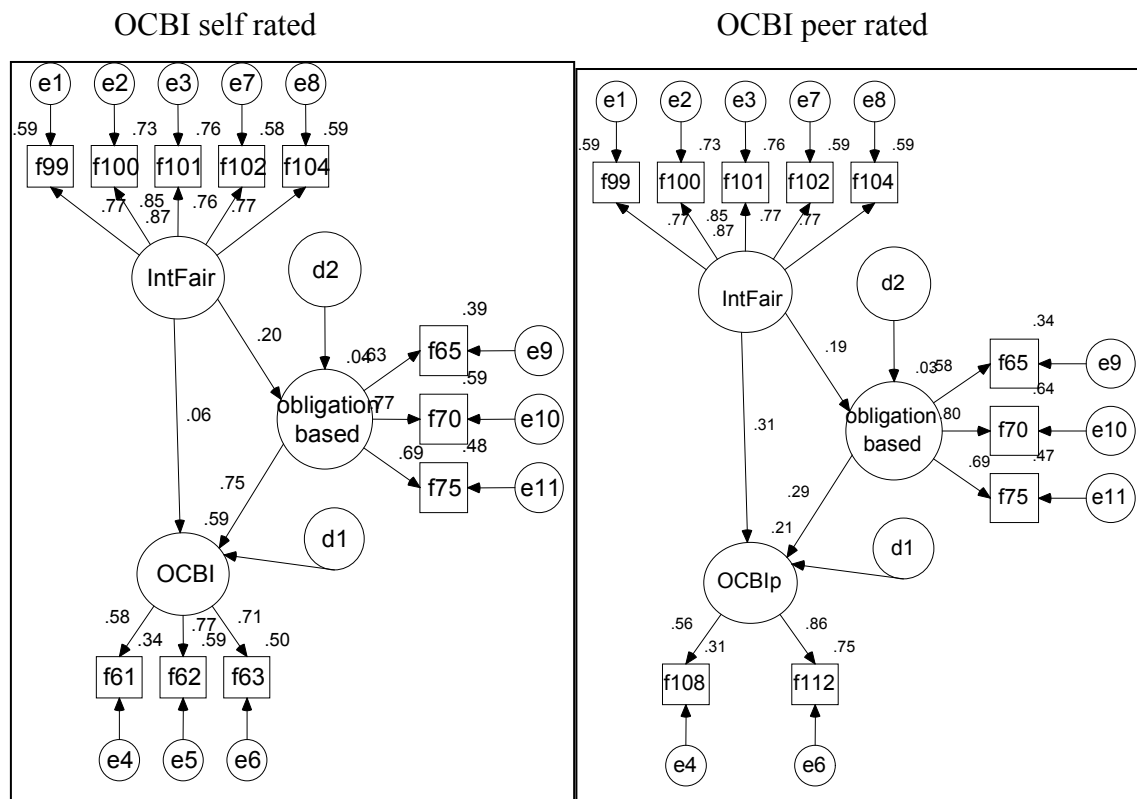 OCBI self rated
e1 e2 e3 e7 e8
.59 .73 .76 .58 .59
f99 f100 f101 f102 f104
.77 .85 .87 .76 .77
IntFair
d2
.20
.39
.04 .63
f65 e9
.59
obligation based
.77
f70 e10
.48
.06
.69
f75 e11
.75
.59
d1
OCBI
.58 .77 .71
.34 .59 .50
f61 f62 f63
e4 e5 e6
OCBI peer rated
e1 e2 e3 e7 e8
.59 .73 .76 .59 .59
f99 f100 f101 f102 f104
.77 .85 .87 .77 .77
IntFair
d2
.19
.34
.03 .58
f65 e9
.64
obligation based
.80
f70 e10
.47
.31
.69
f75 e11
.29
.21
d1
OCBIp
.56 .86
.31 .75
f108 f112
e4 e6